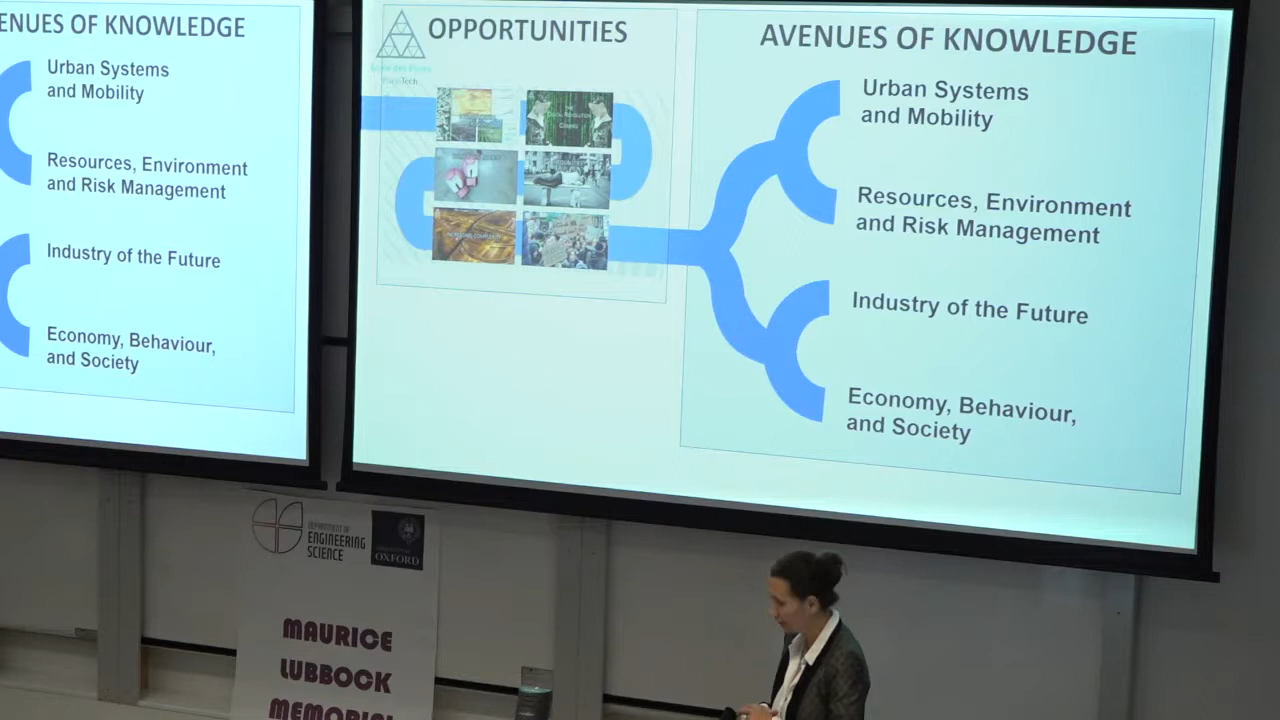 ENUES OF KNOWLEDGE
Urban Systems
and Mobility
Resources, Environment
and Risk Management
Industry of the Future
Economy, Behaviour,
and Society
OPPORTUNITIES
ParisTech
AVENUES OF KNOWLEDGE
Urban Systems
and Mobility
Resources, Environment
and Risk Management
Industry of the Future
Economy, Behaviour,
and Society
DEPARTMENT OF
ENGINEERING
SCIENCE
OXFORD
MAURICE
LUBBOCK
MEMORIAL